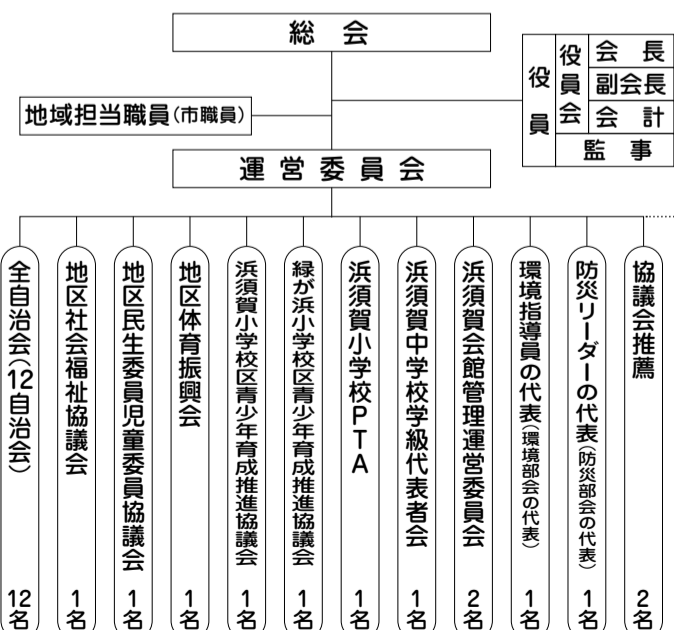 総会
役員
役員会
会長
副会長
会計
監事
地域担当職員(市職員)
運営委員会
全自治会(12自治会) 12名
地区社会福祉協議会 1名
地区民生委員児童委員協議会 1名
地区体育振興会 1名
浜須賀小学校区青少年育成推進協議会 1名
緑が浜小学校区青少年育成推進協議会 1名
浜須賀小学校PTA 1名
浜須賀中学校学級代表者会 1名
浜須賀会館管理運営委員会 2名
環境指導員の代表(環境部会の代表) 1名
防災リーダーの代表(防災部会の代表) 1名
協議会推薦 2名